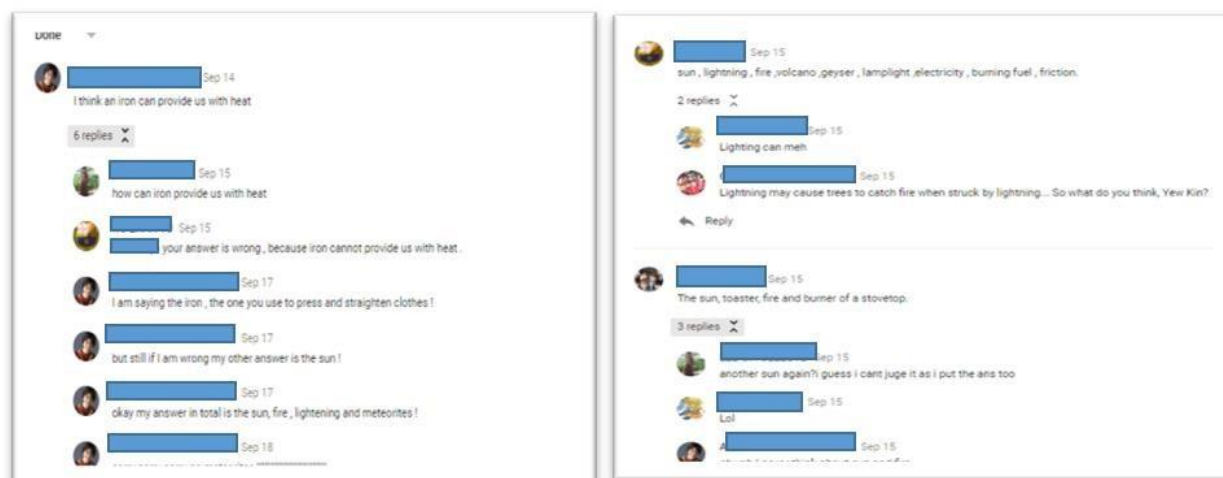 Done
Sep 14
I think an iron can provide us with heat
6 replies
Sep 15
how can iron provide us with heat
Sep 15
your answer is wrong , because iron cannot provide us with heat .
Sep 17
I am saying the iron , the one you use to press and straighten clothes !
Sep 17
but still if I am wrong my other answer is the sun !
Sep 17
okay my answer in total is the sun, fire , lightening and meteorites !
Sep 18
Sep 15
sun , lightning , fire ,volcano ,geyser , lamplight ,electricity , burning fuel , friction.
2 replies
Sep 15
Lighting can meh
Sep 15
Lightning may cause trees to catch fire when struck by lightning... So what do you think, Yew Kin?
Reply
Sep 15
The sun, toaster, fire and burner of a stovetop.
3 replies
Sep 15
another sun again?i guess i cant juge it as i put the ans too
Sep 15
Lol
Sep 15